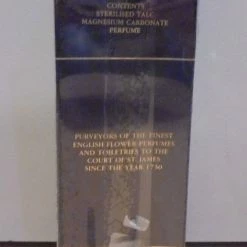 CONTENTS
STERILISED TALC
MAGNESIUM CARBONATE
PERFUME
PURVEYORS OF THE FINEST
ENGLISH FLOWER PERFUMES
AND TOILETRIES TO THE
COURT OF ST. JAMES
SINCE THE YEAR 1730